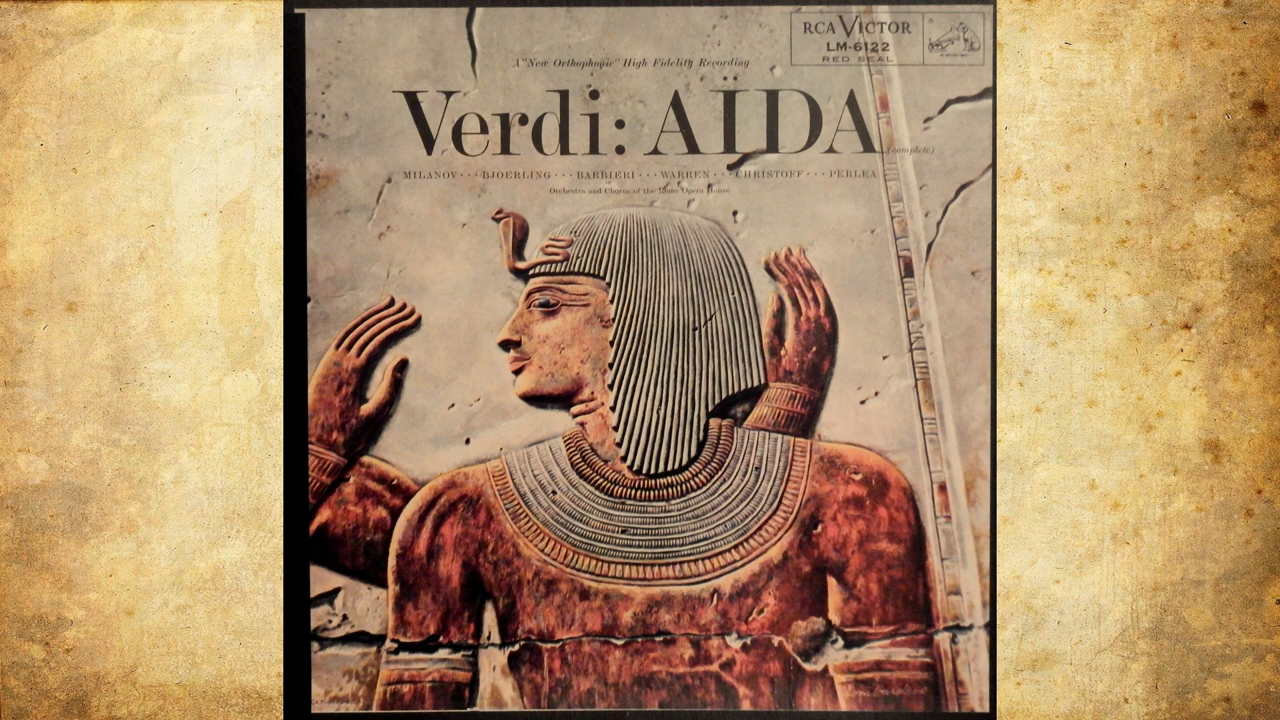 RCA VICTOR
LM-6122
RED SEAL
A "New Orthophonic" High Fidelity Recording
Verdi: AÏDA
(complete)
MILANOV · · · BJOERLING · · · BARBIERI · · · WARREN · · · CHRISTOFF · · · PERLEA
Orchestra and Chorus of the Rome Opera House